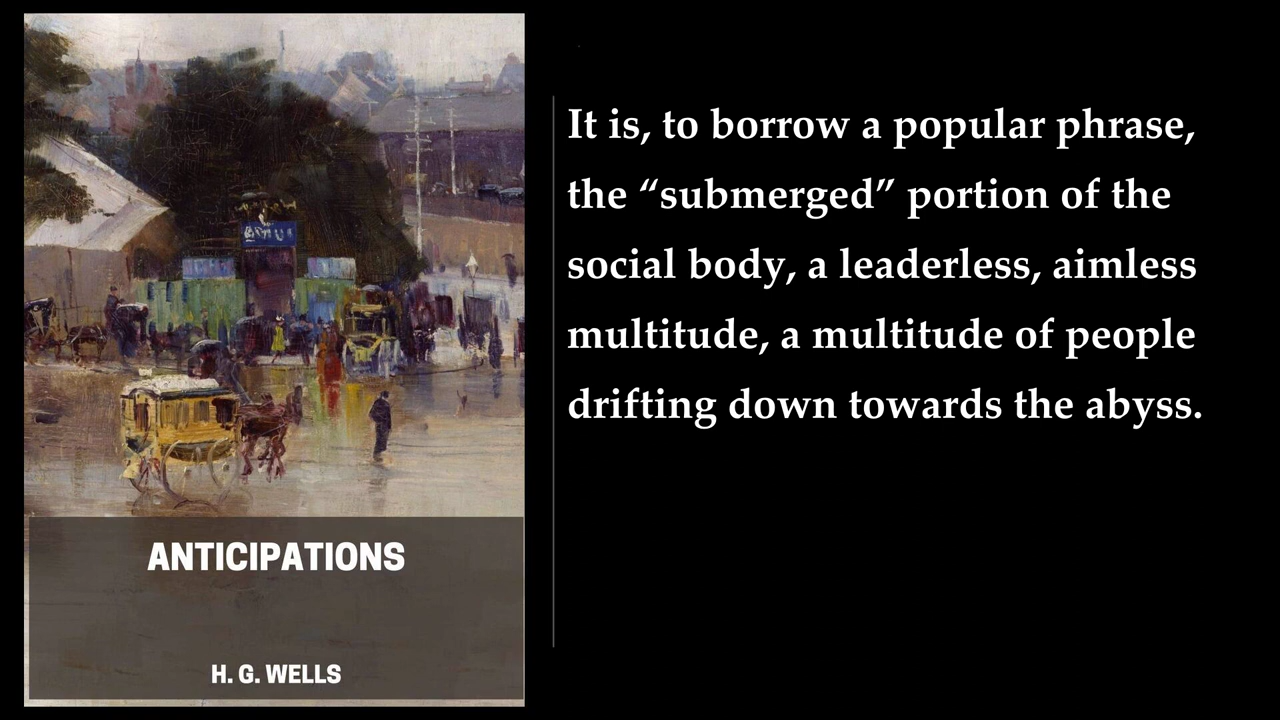 ANTICIPATIONS
H. G. WELLS
It is, to borrow a popular phrase,
the “submerged” portion of the
social body, a leaderless, aimless
multitude, a multitude of people
drifting down towards the abyss.